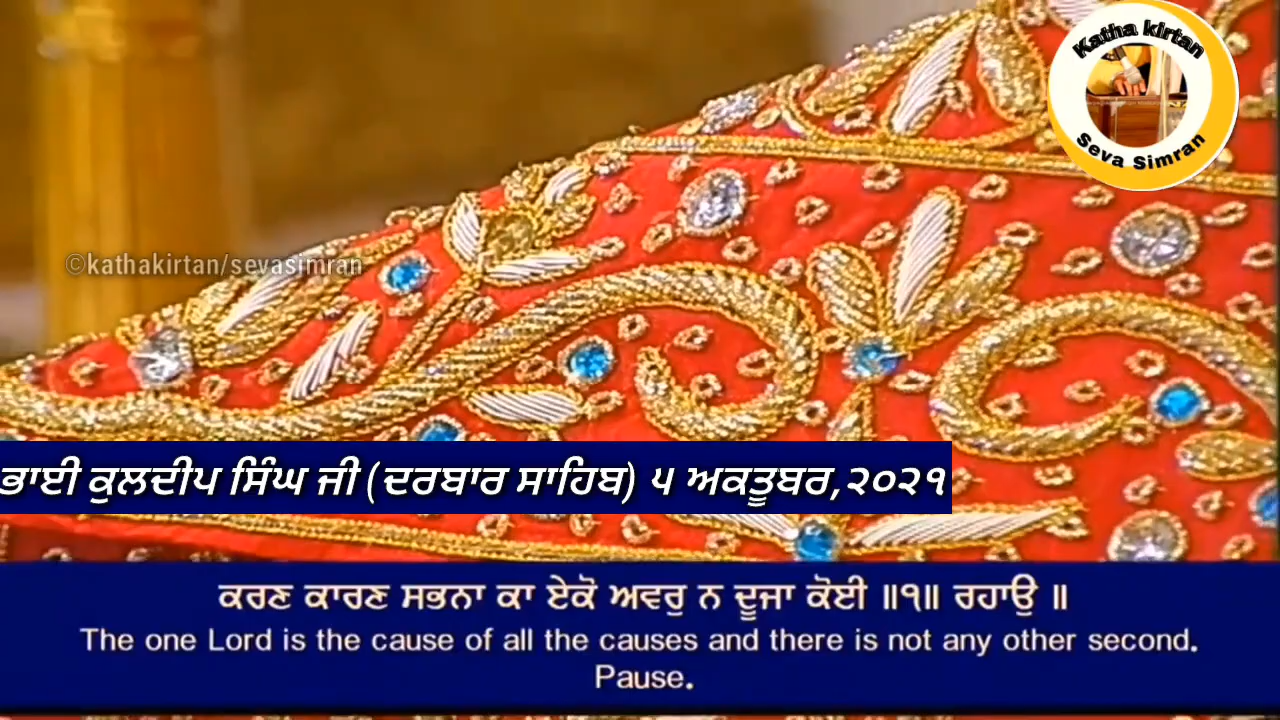 Katha kirtan
Seva Simran
©kathakirtan/sevasimran
ਭਾਈ ਕੁਲਦੀਪ ਸਿੰਘ ਜੀ (ਦਰਬਾਰ ਸਾਹਿਬ) ੫ ਅਕਤੂਬਰ,੨੦੨੧
ਕਰਣ ਕਾਰਣ ਸਭਨਾ ਕਾ ਏਕੋ ਅਵਰੁ ਨ ਦੂਜਾ ਕੋਈ ॥੧॥ ਰਹਾਉ ॥
The one Lord is the cause of all the causes and there is not any other second.
Pause.